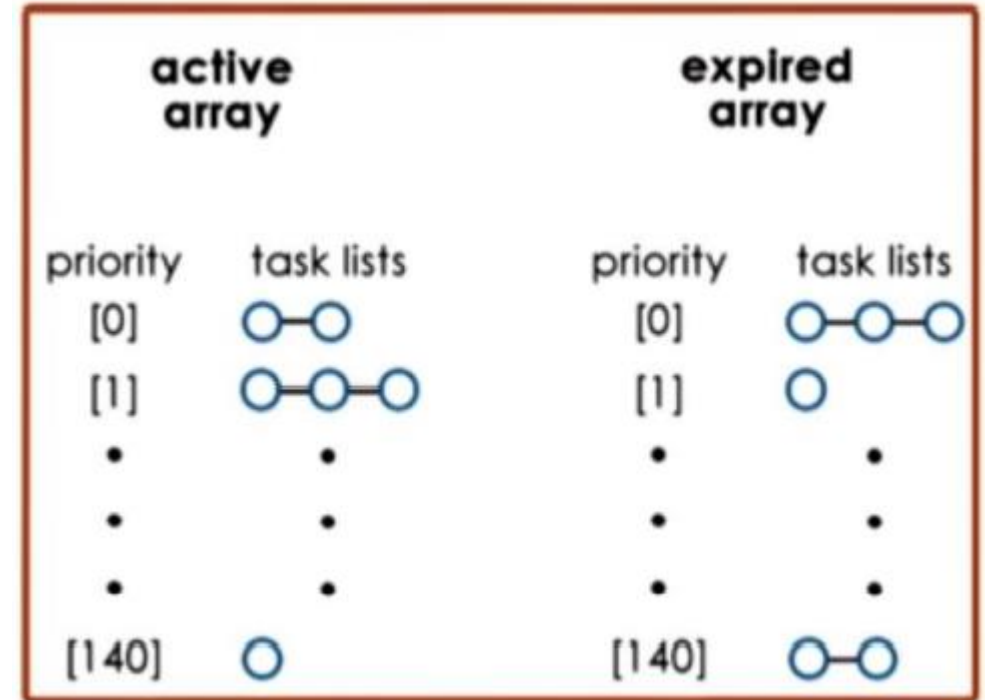 active
array
expired
array
priority task lists priority task lists
[0] [0]
[1] [1]
[140] [140]